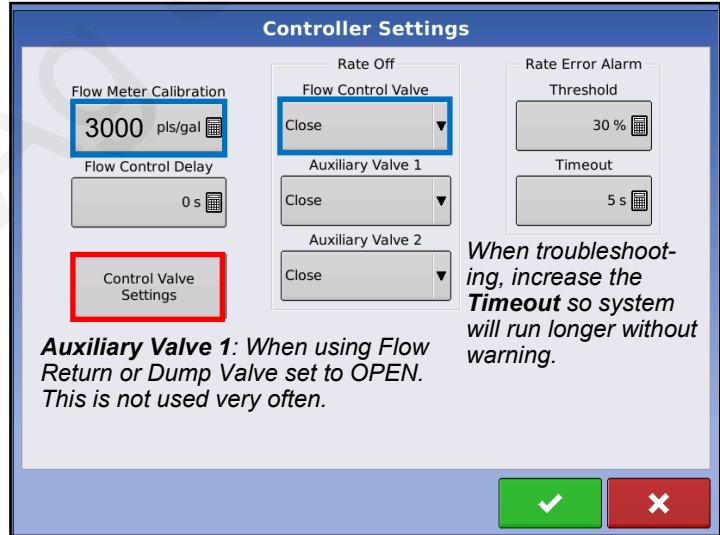 Controller Settings
Flow Meter Calibration
3000 pls/gal
Flow Control Delay
0 s
Control Valve
Settings
Rate Off
Flow Control Valve
Close
Auxiliary Valve 1
Close
Auxiliary Valve 2
Close
Rate Error Alarm
Threshold
30 %
Timeout
5 s
When troubleshoot-
ing, increase the
Timeout so system
will run longer without
warning.
Auxiliary Valve 1: When using Flow
Return or Dump Valve set to OPEN.
This is not used very often.